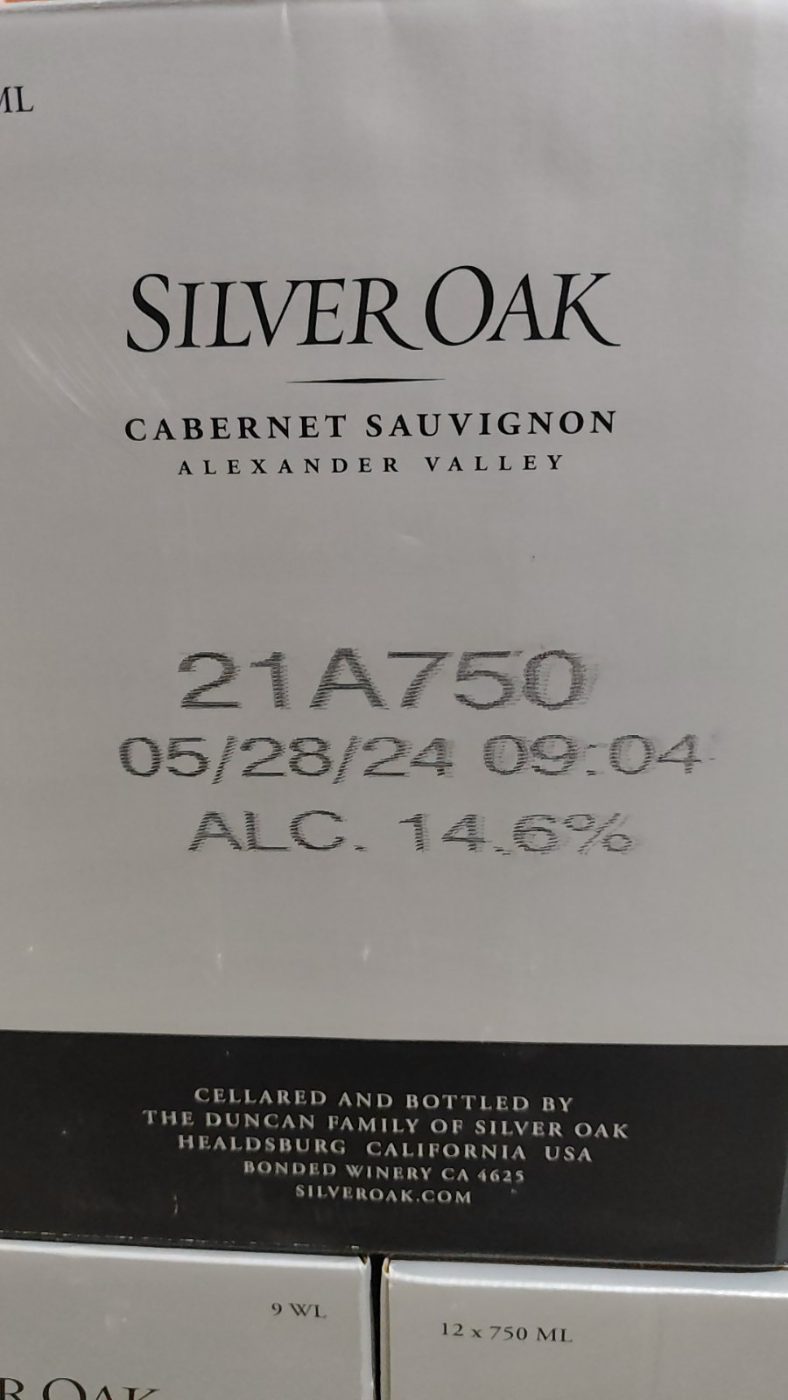 ML
SILVER OAK
CABERNET SAUVIGNON
ALEXANDER VALLEY
21A750
05/28/24 09:04
ALC. 14.6%
CELLARED AND BOTTLED BY
THE DUNCAN FAMILY OF SILVER OAK
HEALDSBURG CALIFORNIA USA
BONDED WINERY CA 4625
SILVEROAK.COM
9 WL
12 x 750 ML
R OAK